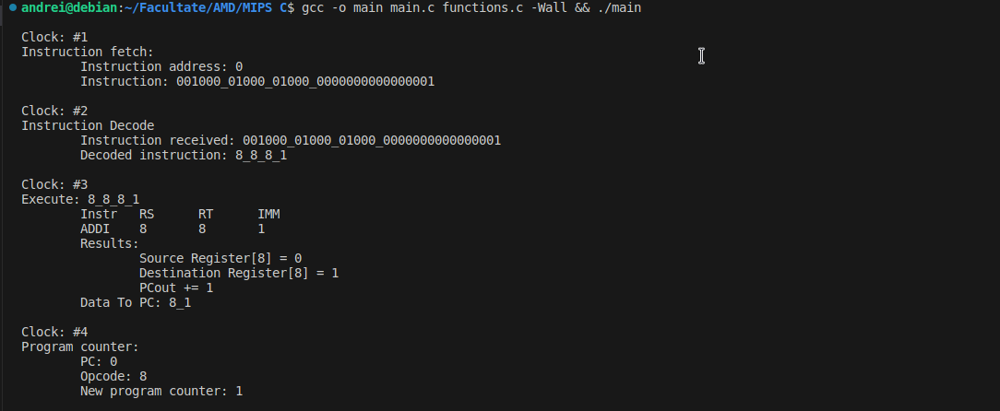 andrei@debian:~/Facultate/AMD/MIPS C$ gcc -o main main.c functions.c -Wall && ./main
Clock: #1
Instruction fetch:
Instruction address: 0
Instruction: 001000_01000_01000_0000000000000001
Clock: #2
Instruction Decode
Instruction received: 001000_01000_01000_0000000000000001
Decoded instruction: 8_8_8_1
Clock: #3
Execute: 8_8_8_1
Instr RS RT IMM
ADDI 8 8 1
Results:
Source Register[8] = 0
Destination Register[8] = 1
PCout += 1
Data To PC: 8_1
Clock: #4
Program counter:
PC: 0
Opcode: 8
New program counter: 1